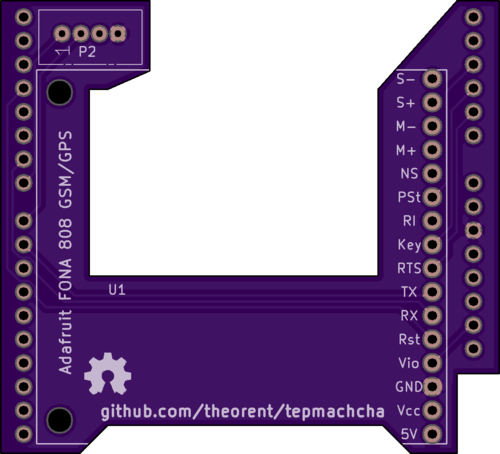 1
P2
S-
S+
M-
M+
NS
PSt
RI
Key
RTS
TX
RX
Rst
Vio
GND
Vcc
5V
Adafruit FONA 808 GSM/GPS
U1
github.com/theorent/tepmachcha